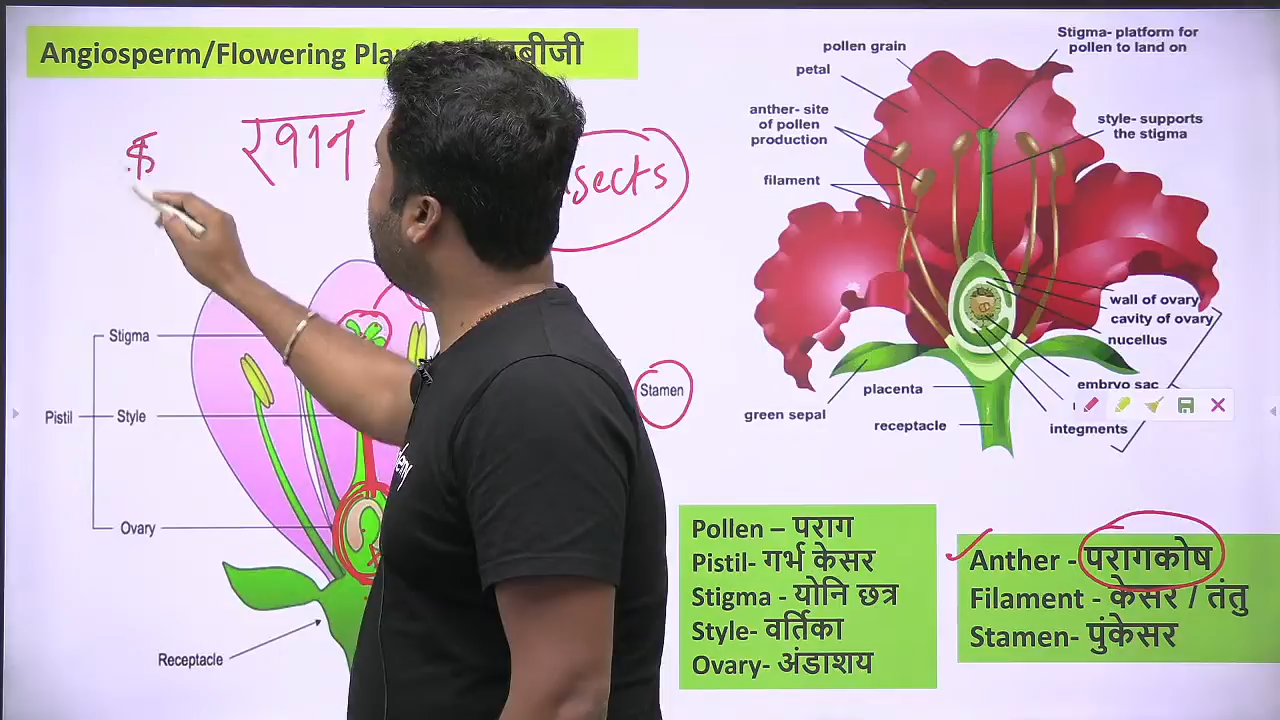 Angiosperm/Flowering Pla
बीजी
Stigma
Style
Pistil
Ovary
Receptacle
Stamen
pollen grain
petal
anther- site
of pollen
production
filament
Stigma- platform for
pollen to land on
style- supports
the stigma
wall of ovary
cavity of ovary
nucellus
embryo sac
integments
placenta
green sepal
receptacle
Pollen – पराग
Pistil- गर्भ केसर
Stigma - योनि छत्र
Style- वर्तिका
Ovary- अंडाशय
Anther - परागकोष
Filament - केसर / तंतु
Stamen- पुंकेसर